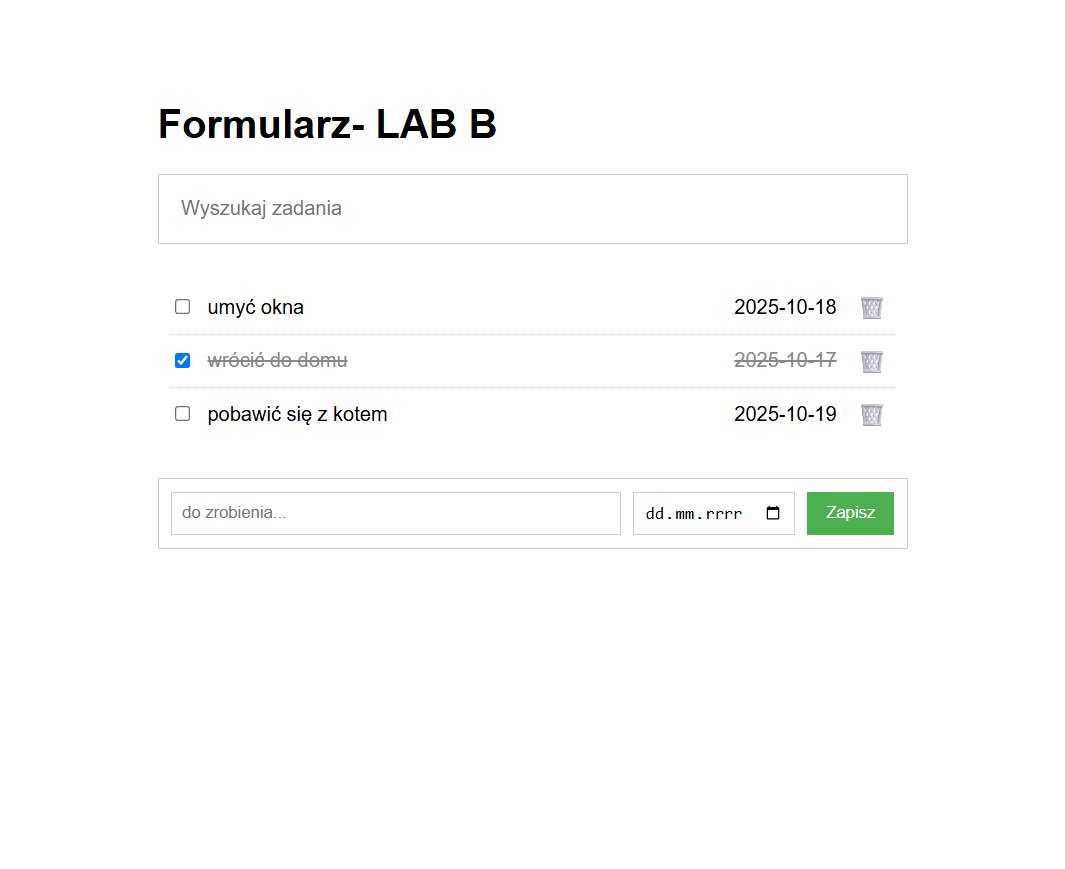 Formularz- LAB B
Wyszukaj zadania
umyć okna 2025-10-18
wrócić do domu 2025-10-17
pobawić się z kotem 2025-10-19
do zrobienia... dd.mm.rrrr Zapisz